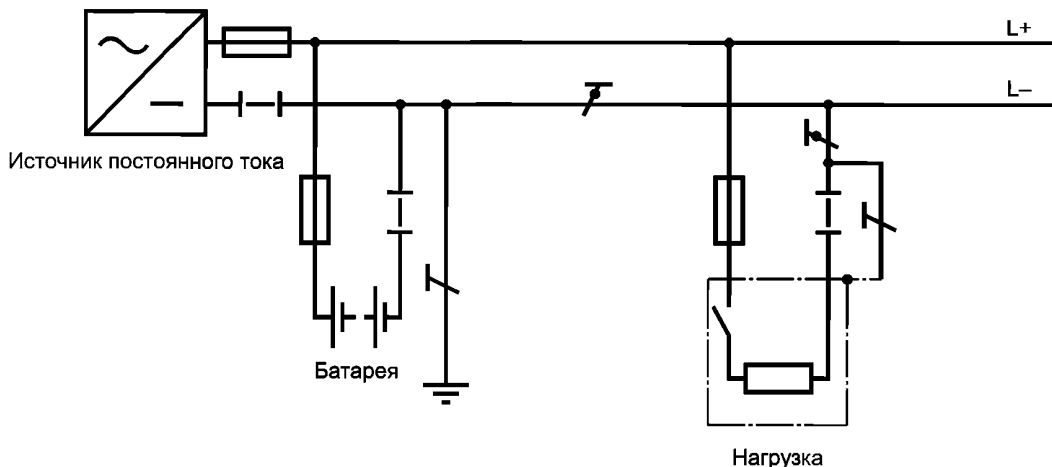 L+
L–
Источник постоянного тока
Батарея
Нагрузка